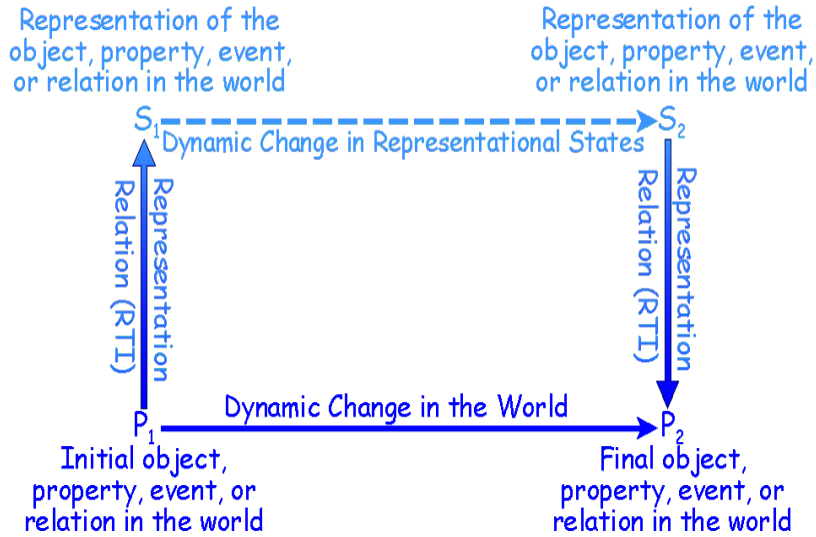 Representation of the
object, property, event,
or relation in the world
Representation of the
object, property, event,
or relation in the world
S1
S2
Dynamic Change in Representational States
Representation
Relation (RTI)
Representation
Relation (RTI)
Dynamic Change in the World
P1
P2
Initial object,
property, event, or
relation in the world
Final object,
property, event, or
relation in the world